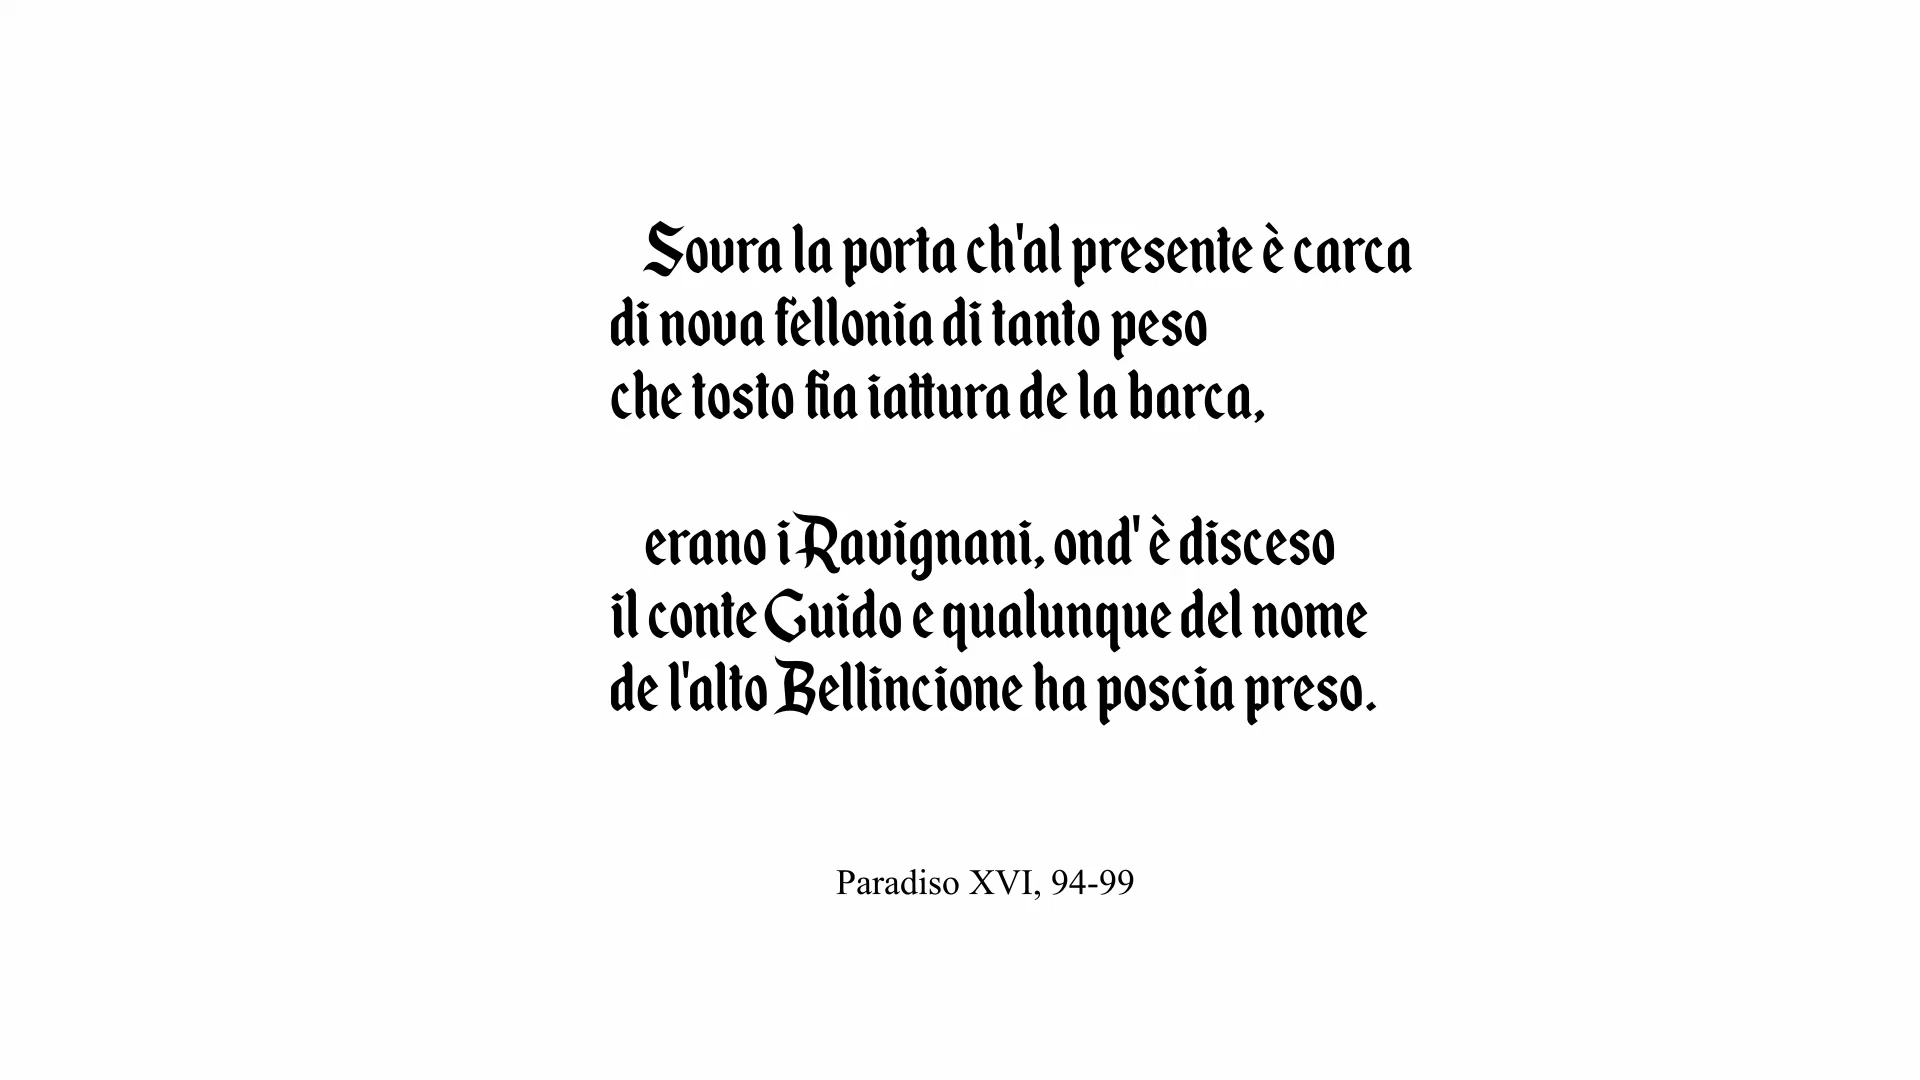 Sovra la porta ch'al presente è carca
di nova fellonia di tanto peso
che tosto fia iattura de la barca,
erano i Ravignani, ond' è disceso
il conte Guido e qualunque del nome
de l'alto Bellincione ha poscia preso.
Paradiso XVI, 94-99